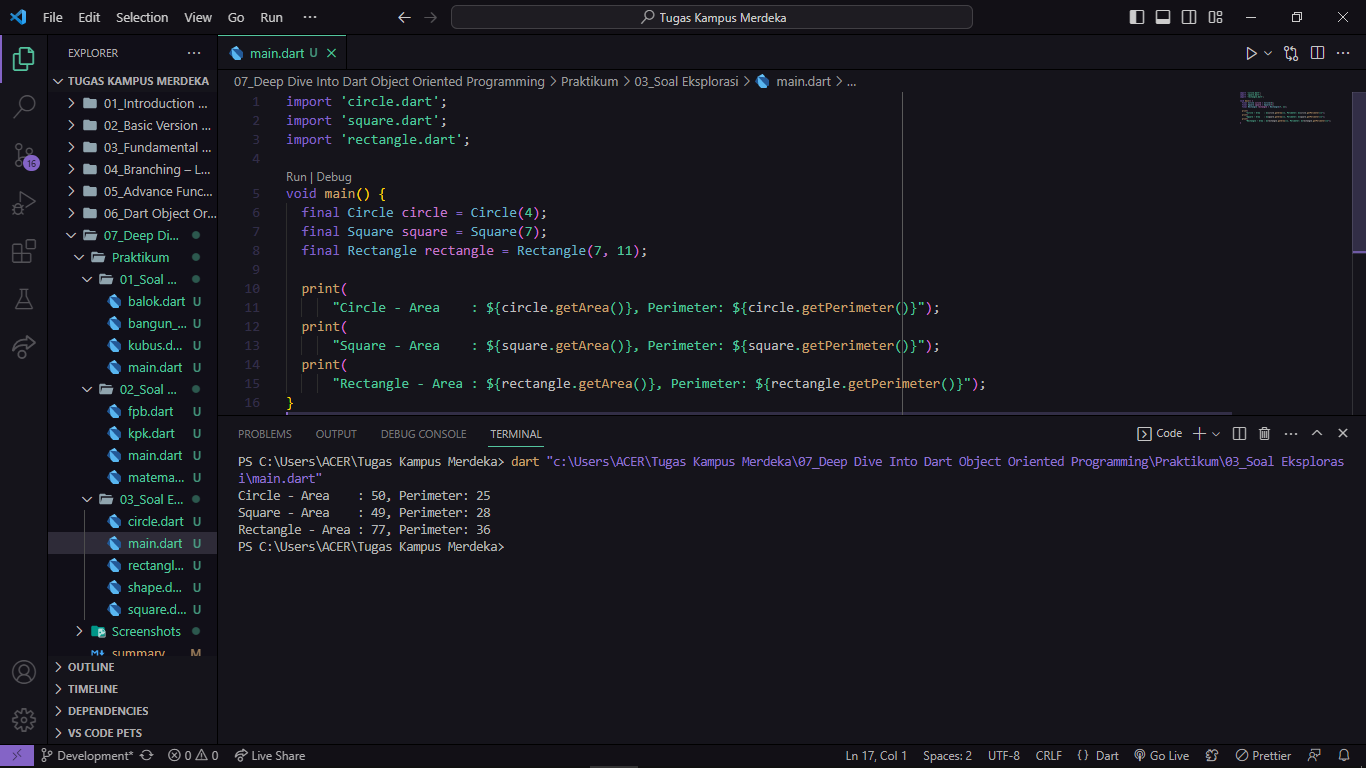 File Edit Selection View Go Run ··· Tugas Kampus Merdeka
EXPLORER ···
TUGAS KAMPUS MERDEKA
01_Introduction ...
02_Basic Version ...
03_Fundamental ...
04_Branching – L...
05_Advance Func...
06_Dart Object Or...
07_Deep Di...
Praktikum
01_Soal ...
balok.dart U
bangun_... U
kubus.d... U
main.dart U
02_Soal ...
fpb.dart U
kpk.dart U
main.dart U
matema... U
03_Soal E...
circle.dart U
main.dart U
rectangl... U
shape.d... U
square.d... U
Screenshots
summary M
OUTLINE
TIMELINE
DEPENDENCIES
VS CODE PETS
16
main.dart U
07_Deep Dive Into Dart Object Oriented Programming > Praktikum > 03_Soal Eksplorasi > main.dart > ...
1 import 'circle.dart';
2 import 'square.dart';
3 import 'rectangle.dart';
4
Run | Debug
5 void main() {
6 final Circle circle = Circle(4);
7 final Square square = Square(7);
8 final Rectangle rectangle = Rectangle(7, 11);
9
10 print(
11 "Circle - Area    : ${circle.getArea()}, Perimeter: ${circle.getPerimeter()}");
12 print(
13 "Square - Area    : ${square.getArea()}, Perimeter: ${square.getPerimeter()}");
14 print(
15 "Rectangle - Area : ${rectangle.getArea()}, Perimeter: ${rectangle.getPerimeter()}");
16 }
PROBLEMS OUTPUT DEBUG CONSOLE TERMINAL Code
PS C:\Users\ACER\Tugas Kampus Merdeka> dart "c:\Users\ACER\Tugas Kampus Merdeka\07_Deep Dive Into Dart Object Oriented Programming\Praktikum\03_Soal Eksploras
i\main.dart"
Circle - Area    : 50, Perimeter: 25
Square - Area    : 49, Perimeter: 28
Rectangle - Area : 77, Perimeter: 36
PS C:\Users\ACER\Tugas Kampus Merdeka>
Development* 0 0 Live Share Ln 17, Col 1 Spaces: 2 UTF-8 CRLF {} Dart Go Live Prettier